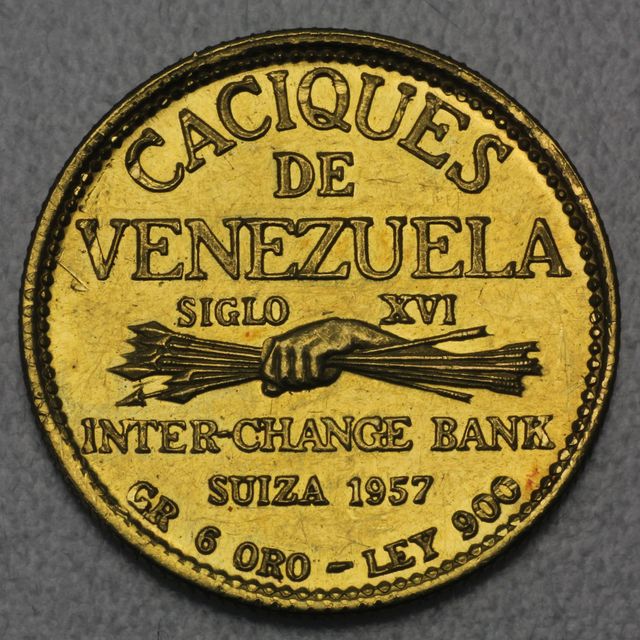 CACIQUES
DE
VENEZUELA
SIGLO XVI
INTER-CHANGE BANK
SUIZA 1957
GR 6 ORO - LEY 900